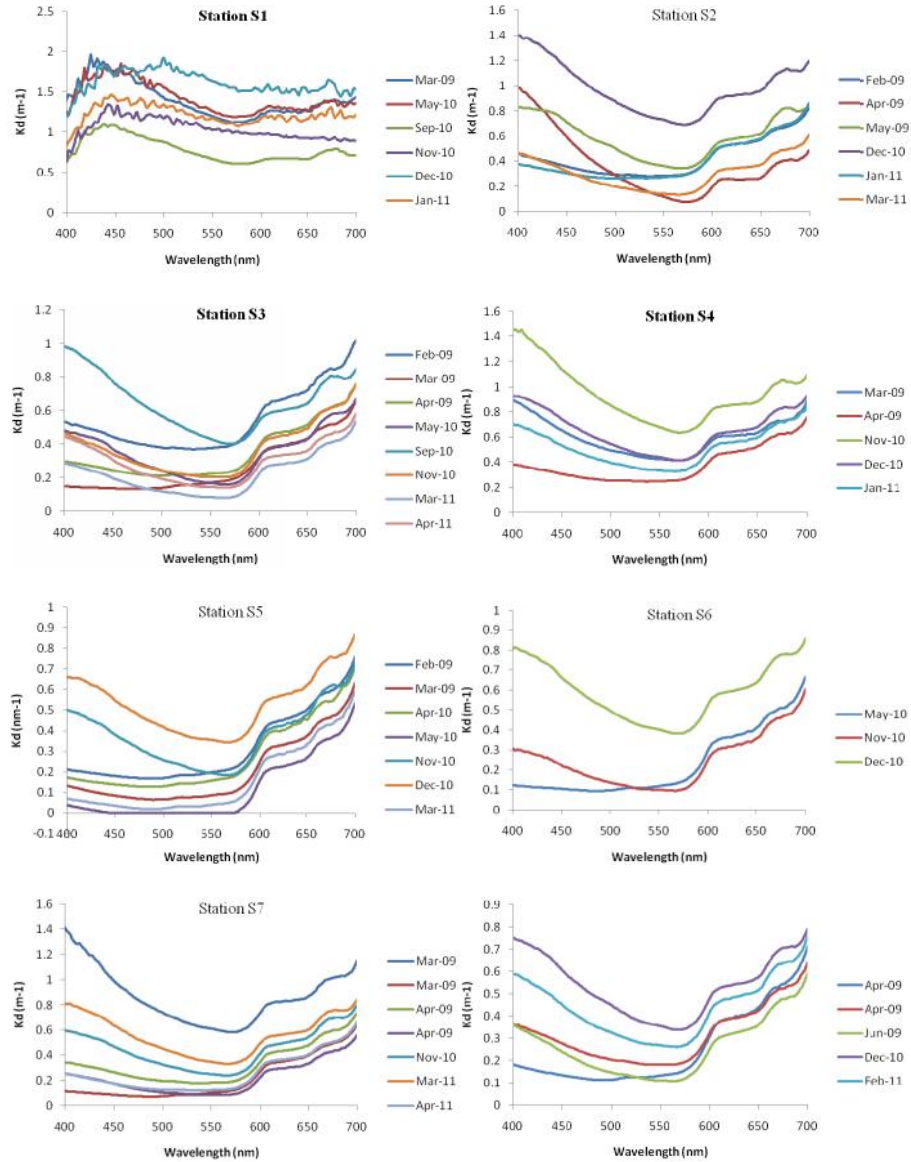 Station S1
2.5
2
1.5
1
0.5
0
Kd (m-1)
400 450 500 550 600 650 700
Wavelength (nm)
Mar-09
May-10
Sep-10
Nov-10
Dec-10
Jan-11
Station S2
1.6
1.4
1.2
1
0.8
0.6
0.4
0.2
0
Kd (m-1)
400 450 500 550 600 650 700
Wavelength (nm)
Feb-09
Apr-09
May-09
Dec-10
Jan-11
Mar-11
Station S3
1.2
1
0.8
0.6
0.4
0.2
0
Kd (m-1)
400 450 500 550 600 650 700
Wavelength (nm)
Feb-09
Mar-09
Apr-09
May-10
Sep-10
Nov-10
Mar-11
Apr-11
Station S4
1.6
1.4
1.2
1
0.8
0.6
0.4
0.2
0
Kd (m-1)
400 450 500 550 600 650 700
Wavelength (nm)
Mar-09
Apr-09
Nov-10
Dec-10
Jan-11
Station S5
1
0.9
0.8
0.7
0.6
0.5
0.4
0.3
0.2
0.1
0
-0.1
Kd (nm-1)
400 450 500 550 600 650 700
Wavelength (nm)
Feb-09
Mar-09
Apr-10
May-10
Nov-10
Dec-10
Mar-11
Station S6
1
0.9
0.8
0.7
0.6
0.5
0.4
0.3
0.2
0.1
0
Kd (m-1)
400 450 500 550 600 650 700
Wavelength (nm)
May-10
Nov-10
Dec-10
Station S7
1.6
1.4
1.2
1
0.8
0.6
0.4
0.2
0
Kd (m-1)
400 450 500 550 600 650 700
Wavelength (nm)
Mar-09
Mar-09
Apr-09
Apr-09
Nov-10
Mar-11
Apr-11
0.9
0.8
0.7
0.6
0.5
0.4
0.3
0.2
0.1
0
Kd (m-1)
400 450 500 550 600 650 700
Wavelength (nm)
Apr-09
Apr-09
Jun-09
Dec-10
Feb-11